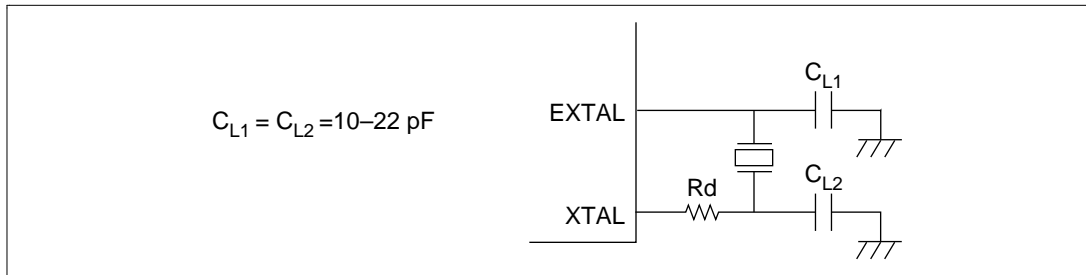 C_L1
C_L1 = C_L2 =10–22 pF
EXTAL
C_L2
Rd
XTAL